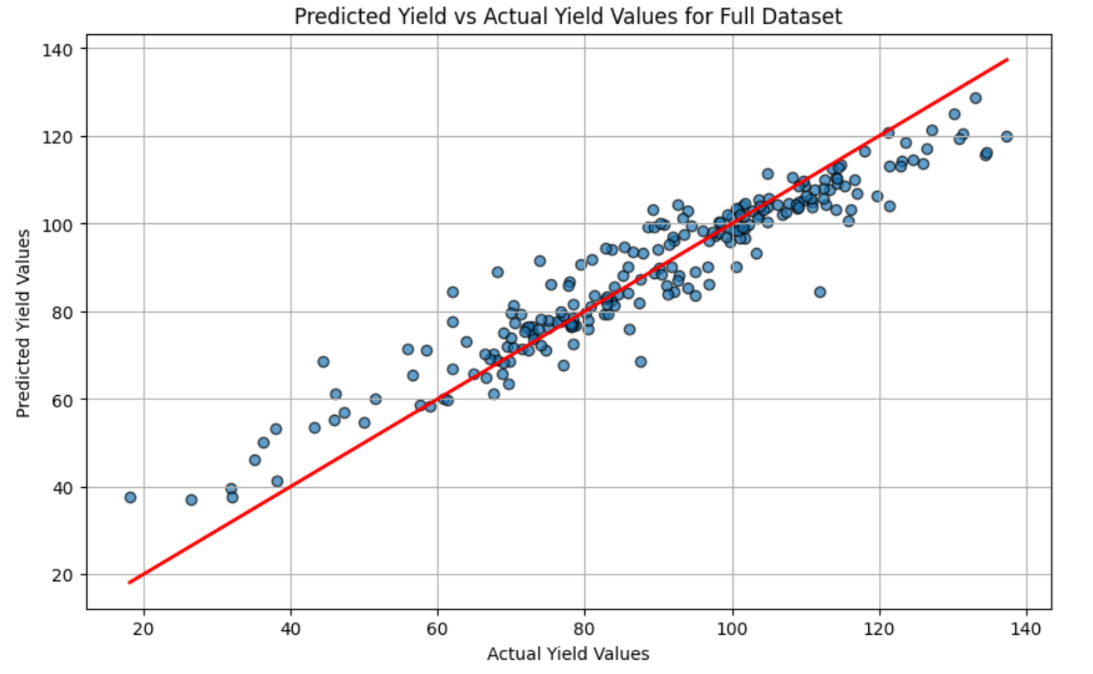 Predicted Yield vs Actual Yield Values for Full Dataset
140
120
100
80
60
40
20
Predicted Yield Values
20 40 60 80 100 120 140
Actual Yield Values